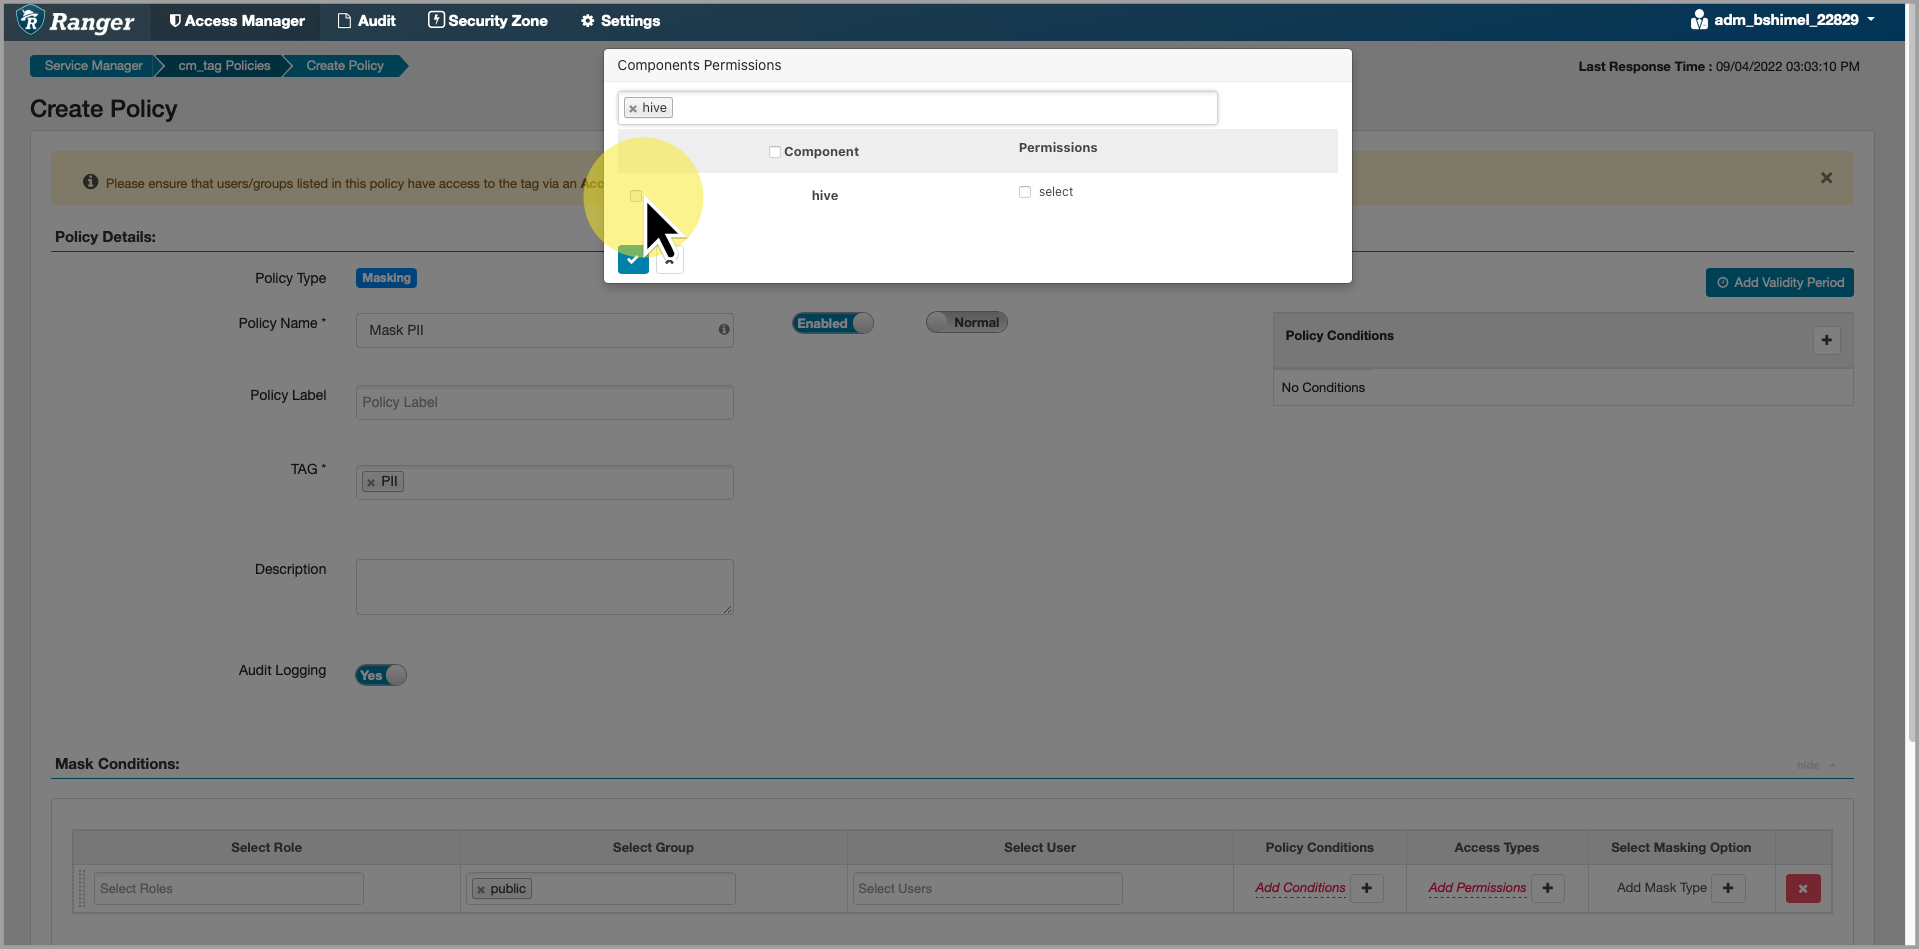 Ranger
Access Manager
Audit
Security Zone
Settings
adm_bshimel_22829
Service Manager
cm_tag Policies
Create Policy
Last Response Time : 09/04/2022 03:03:10 PM
Create Policy
Components Permissions
hive
Component
Permissions
hive
select
Please ensure that users/groups listed in this policy have access to the tag via an Acc
Policy Details:
Policy Type
Masking
Add Validity Period
Policy Name *
Mask PII
Enabled
Normal
Policy Conditions
No Conditions
Policy Label
Policy Label
TAG *
PII
Description
Audit Logging
Yes
Mask Conditions:
hide
Select Role
Select Group
Select User
Policy Conditions
Access Types
Select Masking Option
Select Roles
public
Select Users
Add Conditions
Add Permissions
Add Mask Type